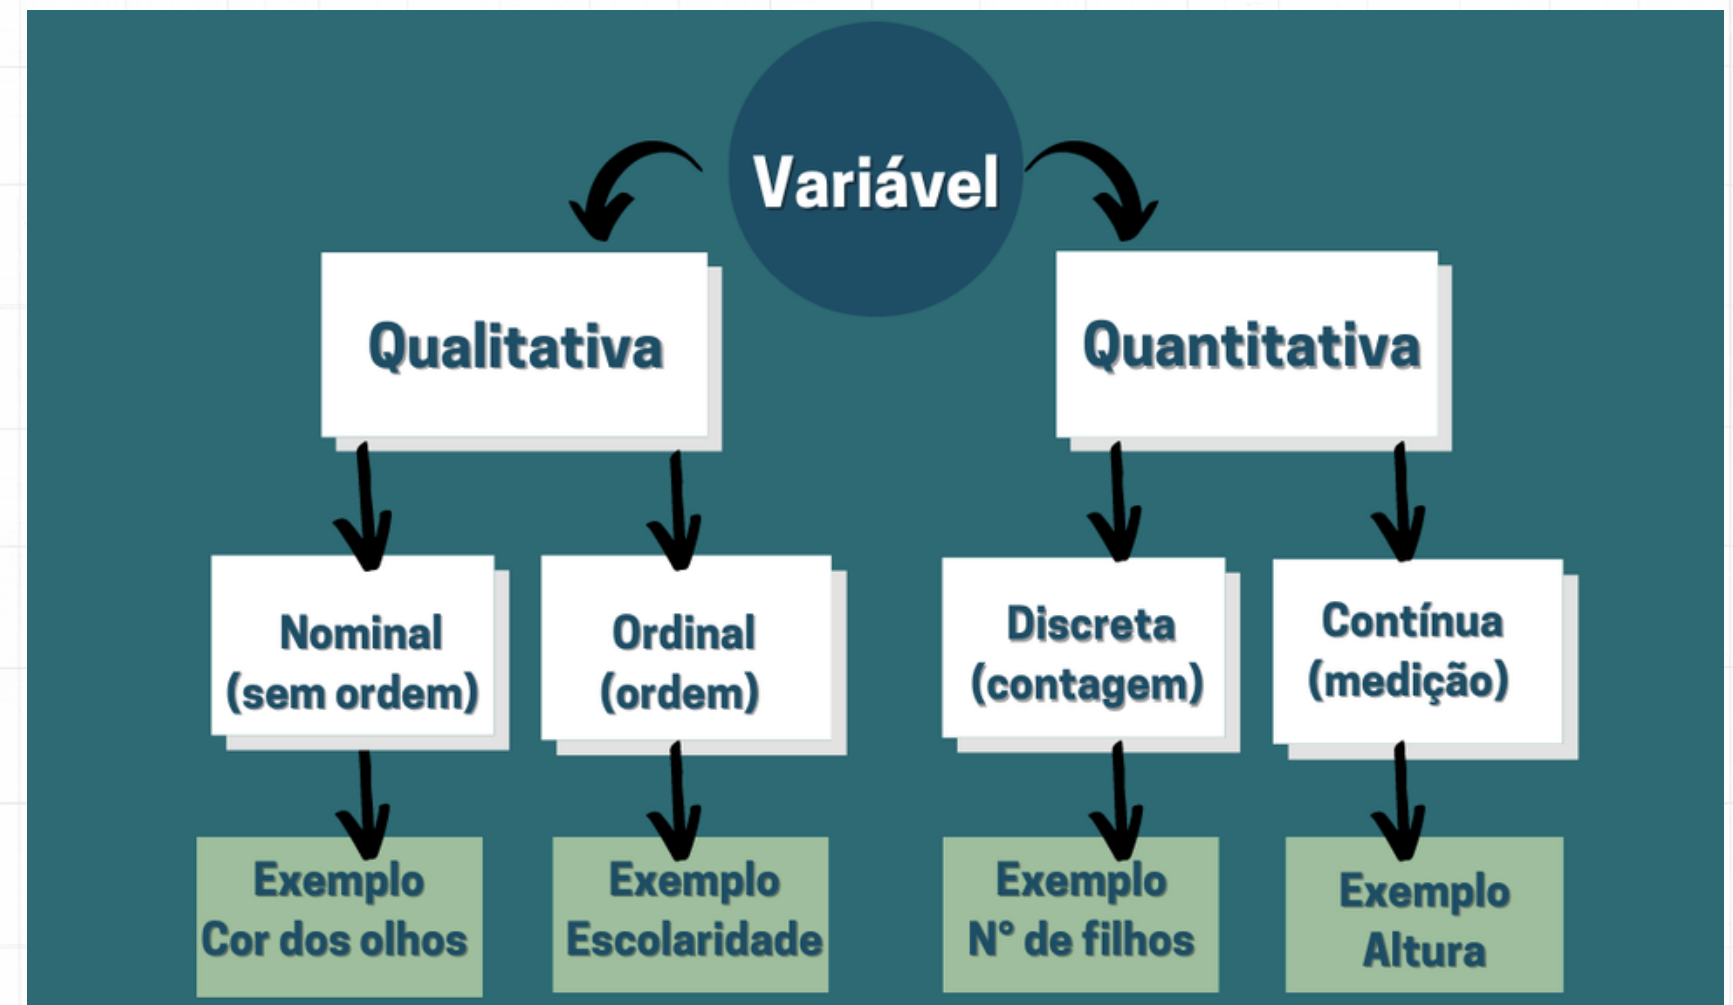 Variável
Qualitativa
Quantitativa
Nominal
(sem ordem)
Ordinal
(ordem)
Discreta
(contagem)
Contínua
(medição)
Exemplo
Cor dos olhos
Exemplo
Escolaridade
Exemplo
N° de filhos
Exemplo
Altura